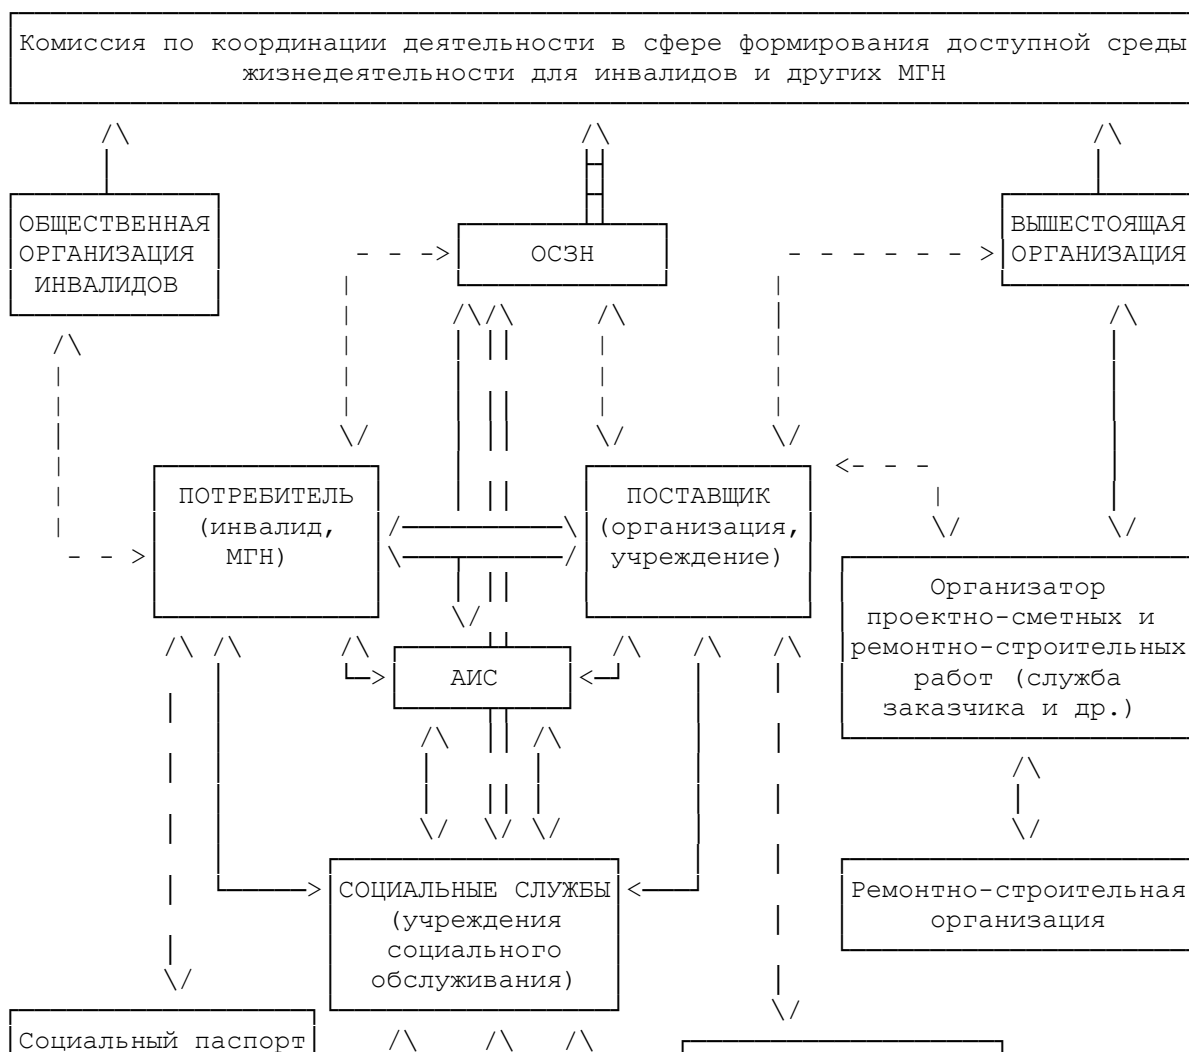 Комиссия по координации деятельности в сфере формирования доступной среды
жизнедеятельности для инвалидов и других МГН
ОБЩЕСТВЕННАЯ
ОРГАНИЗАЦИЯ
ИНВАЛИДОВ
ОСЗН
ВЫШЕСТОЯЩАЯ
ОРГАНИЗАЦИЯ
ПОТРЕБИТЕЛЬ
(инвалид,
МГН)
ПОСТАВЩИК
(организация,
учреждение)
Организатор
проектно-сметных и
ремонтно-строительных
работ (служба
заказчика и др.)
АИС
СОЦИАЛЬНЫЕ СЛУЖБЫ
(учреждения
социального
обслуживания)
Ремонтно-строительная
организация
Социальный паспорт